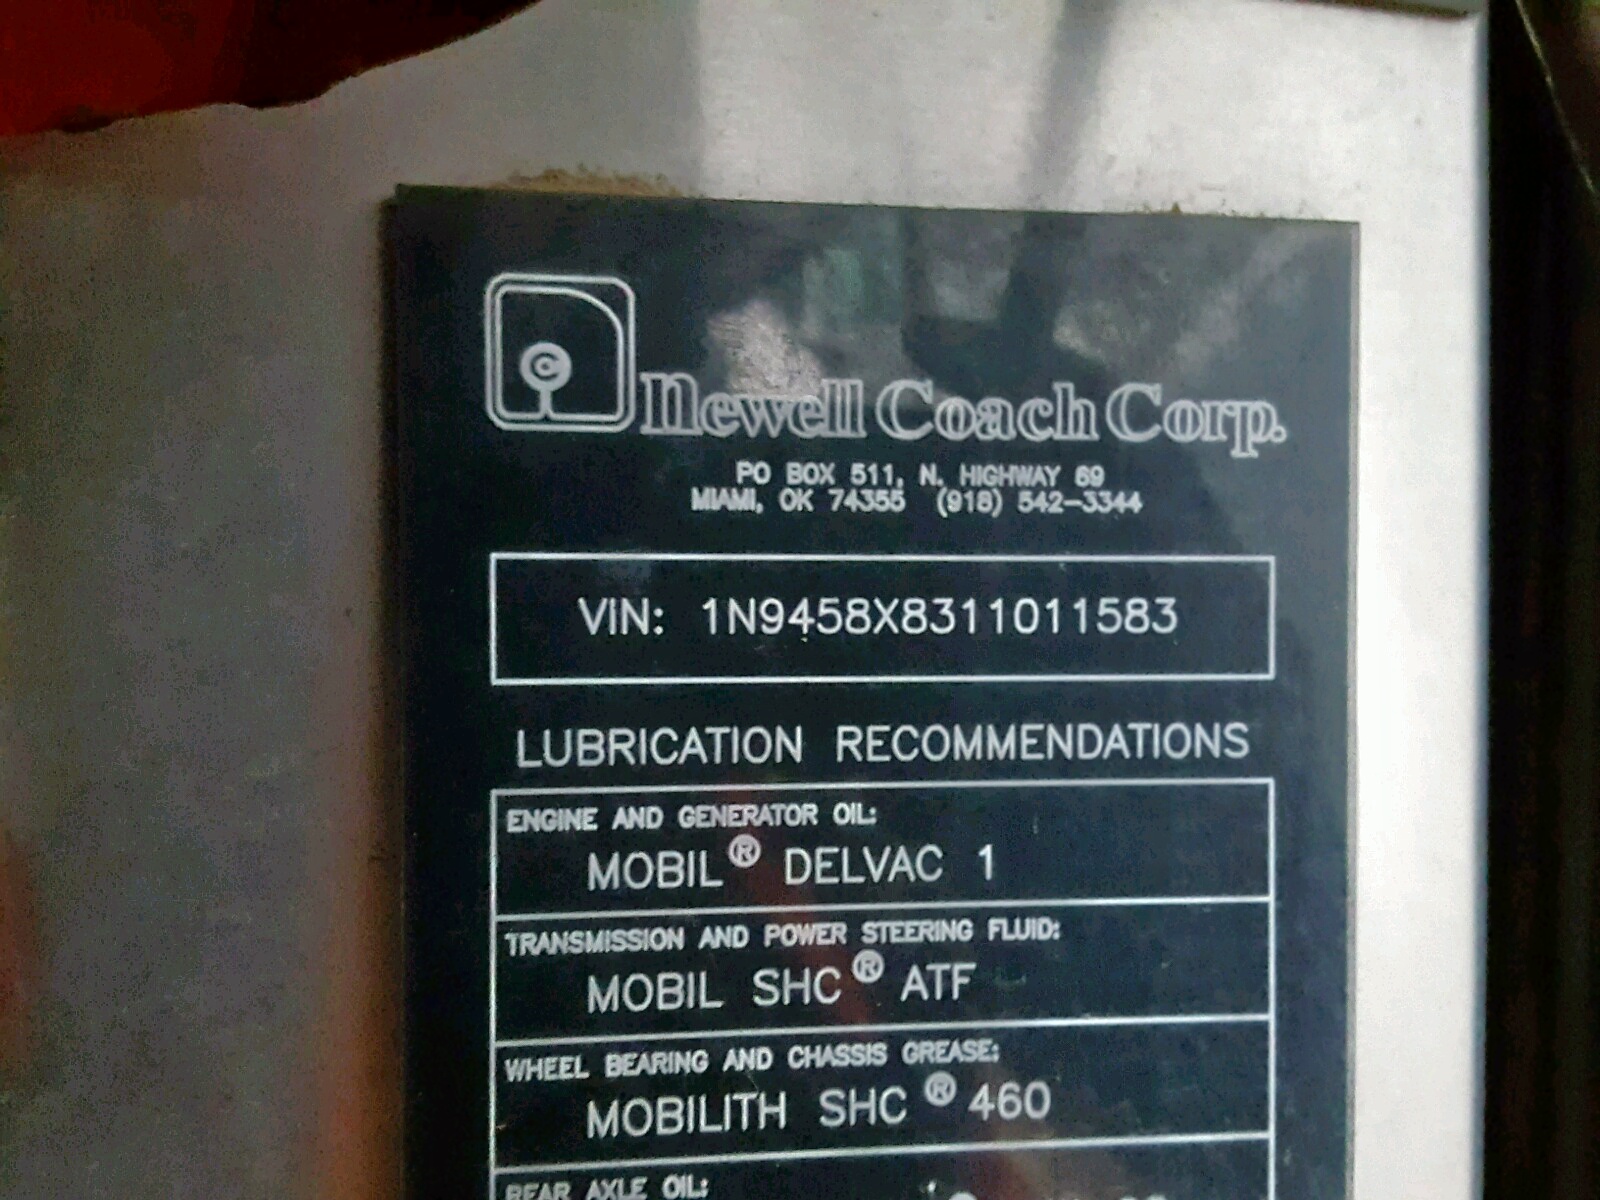 C
Newell Coach Corp.
PO BOX 511, N. HIGHWAY 69
MIAMI, OK 74355 (918) 542-3344
VIN: 1N9458X8311011583
LUBRICATION RECOMMENDATIONS
ENGINE AND GENERATOR OIL:
MOBIL® DELVAC 1
TRANSMISSION AND POWER STEERING FLUID:
MOBIL SHC® ATF
WHEEL BEARING AND CHASSIS GREASE:
MOBILITH SHC® 460
REAR AXLE OIL: